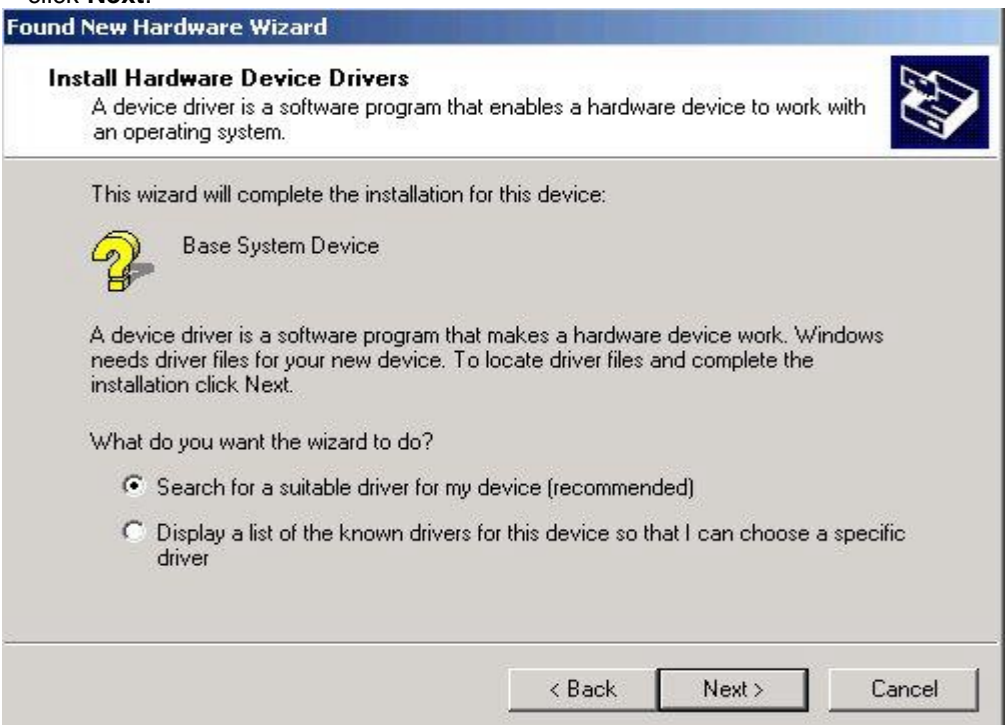 click Next.
Found New Hardware Wizard
Install Hardware Device Drivers
A device driver is a software program that enables a hardware device to work with
an operating system.
This wizard will complete the installation for this device:
Base System Device
A device driver is a software program that makes a hardware device work. Windows
needs driver files for your new device. To locate driver files and complete the
installation click Next.
What do you want the wizard to do?
Search for a suitable driver for my device (recommended)
Display a list of the known drivers for this device so that I can choose a specific
driver
< Back
Next >
Cancel